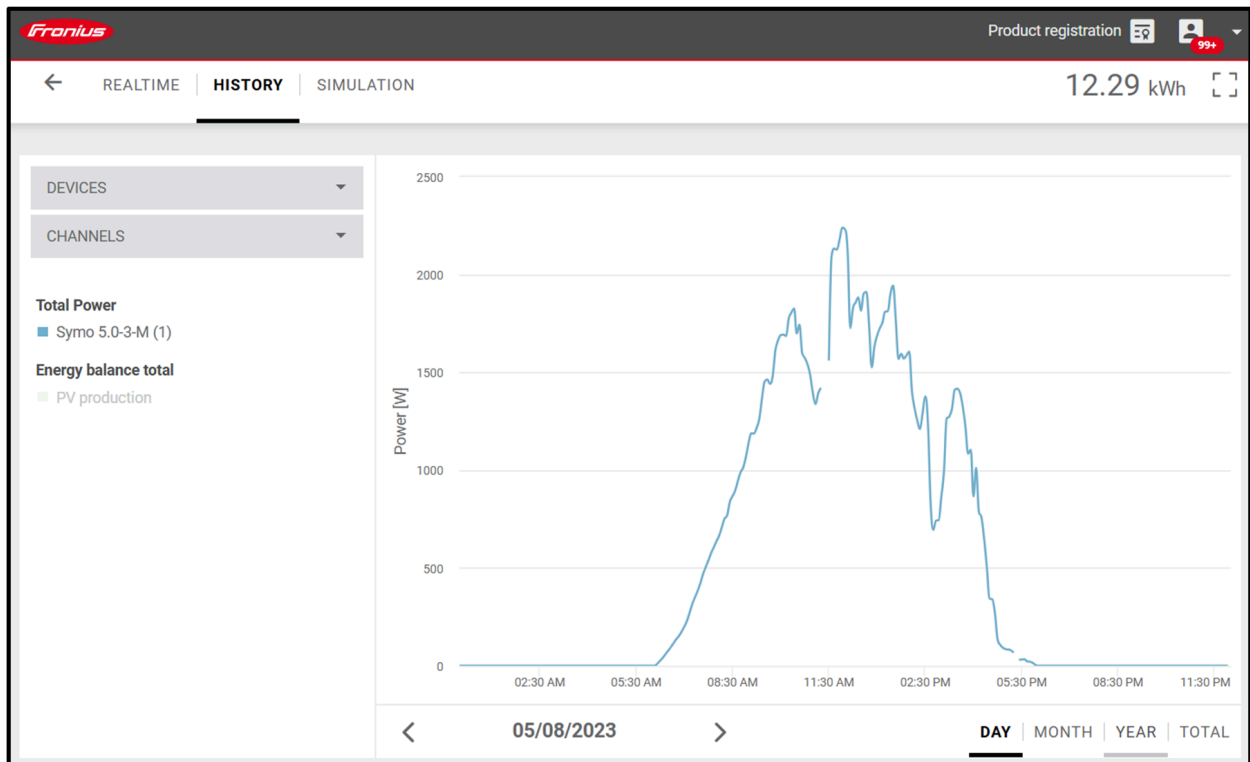 Fronius
Product registration
99+
REALTIME HISTORY SIMULATION
12.29 kWh
DEVICES
CHANNELS
Total Power
Symo 5.0-3-M (1)
Energy balance total
PV production
Power [W]
2500
2000
1500
1000
500
0
02:30 AM 05:30 AM 08:30 AM 11:30 AM 02:30 PM 05:30 PM 08:30 PM 11:30 PM
05/08/2023
DAY MONTH YEAR TOTAL